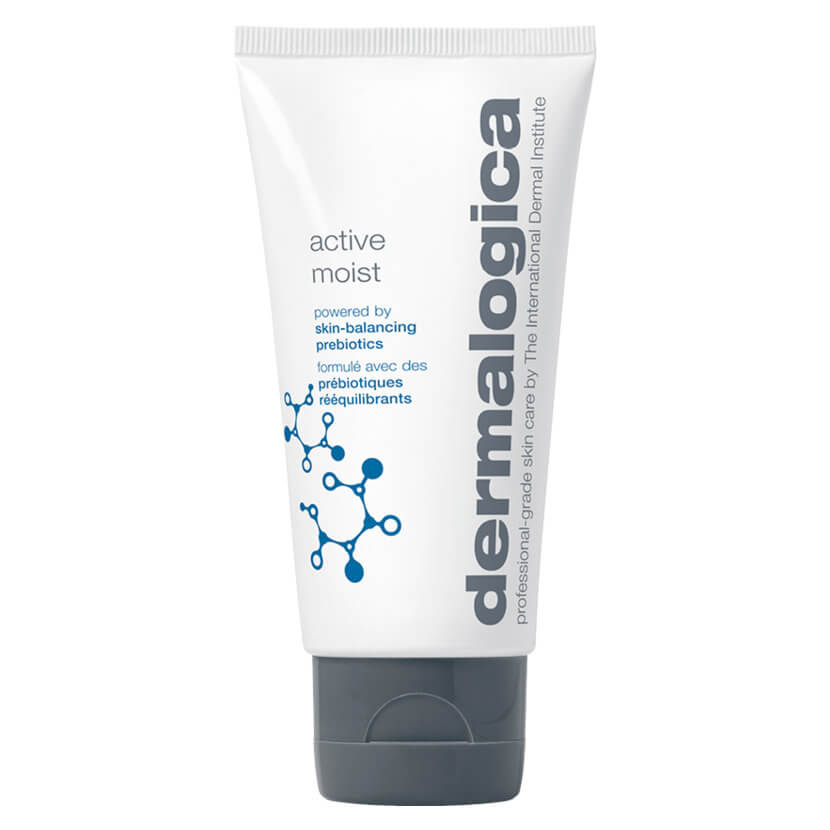 active
moist
powered by
skin-balancing
prebiotics
formulé avec des
prébiotiques
rééquilibrants
dermalogica
professional-grade skin care by The International Dermal Institute